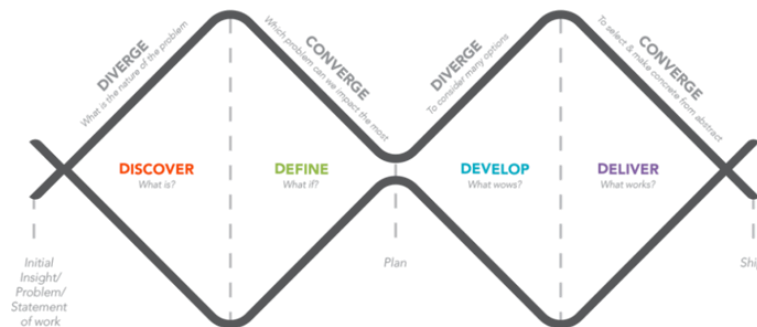 DIVERGE
What is the nature of the problem
CONVERGE
Which problem can we impact the most
DIVERGE
To consider many options
CONVERGE
To select & make concrete from abstract
DISCOVER
What is?
DEFINE
What if?
DEVELOP
What wows?
DELIVER
What works?
Initial
Insight/
Problem/
Statement
of work
Plan
Ship